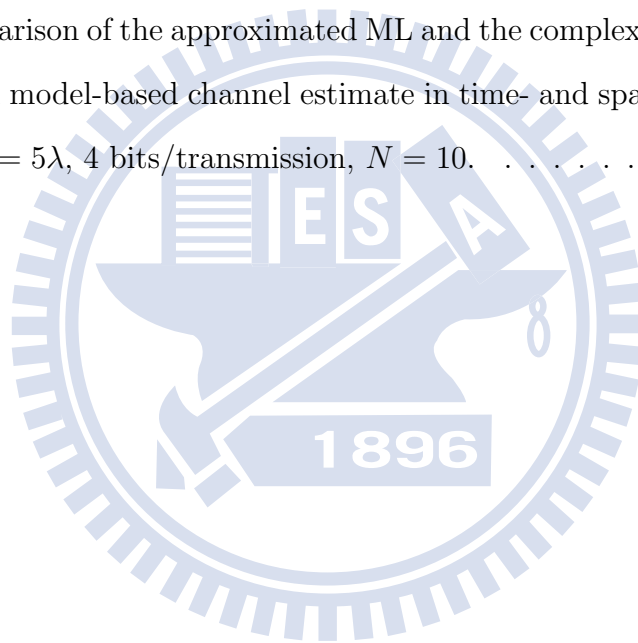 arison of the approximated ML and the complex
model-based channel estimate in time- and spa
= 5λ, 4 bits/transmission, N = 10. . . . . . . .
E S A
1896